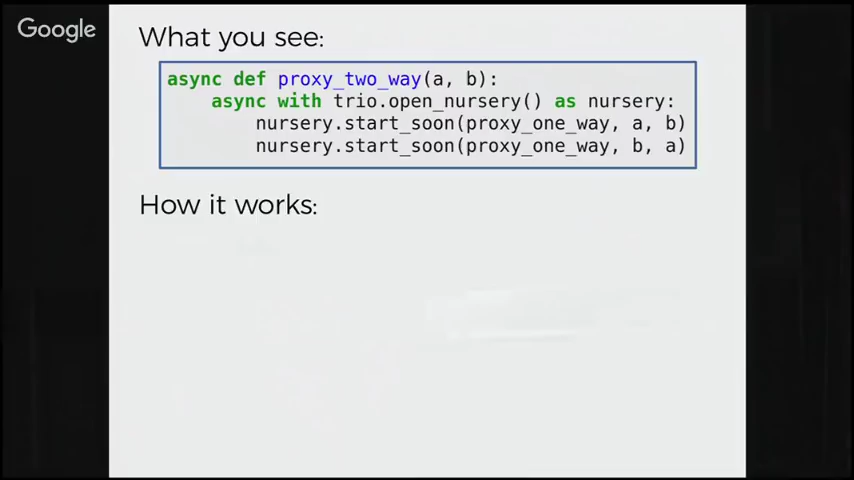 Google
What you see:
async def proxy_two_way(a, b):
    async with trio.open_nursery() as nursery:
        nursery.start_soon(proxy_one_way, a, b)
        nursery.start_soon(proxy_one_way, b, a)
How it works: